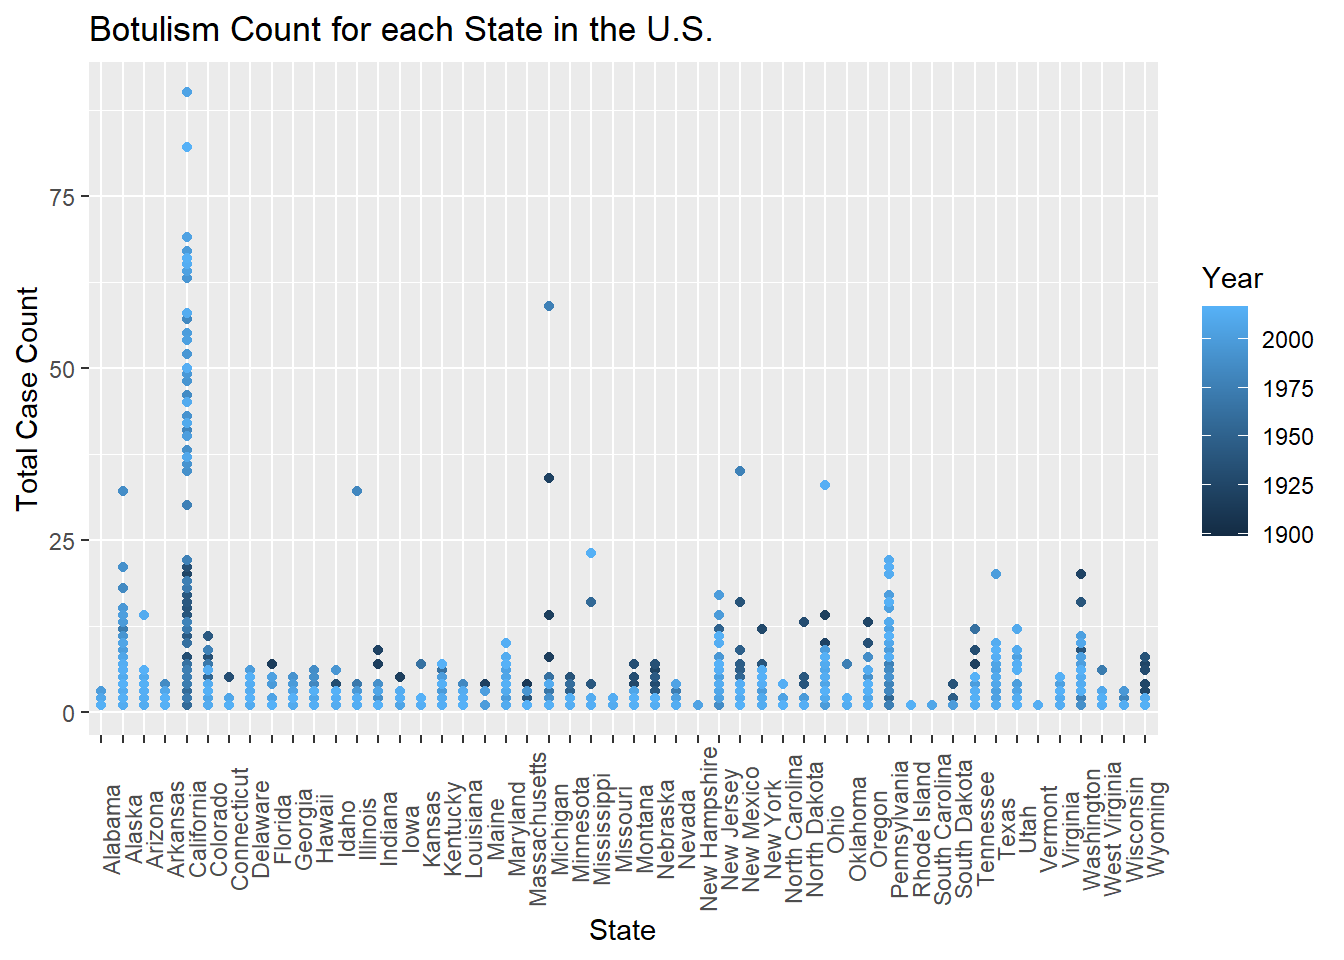 Botulism Count for each State in the U.S.
Total Case Count
75
50
25
0
Alabama
Alaska
Arizona
Arkansas
California
Colorado
Connecticut
Delaware
Florida
Georgia
Hawaii
Idaho
Illinois
Indiana
Iowa
Kansas
Kentucky
Louisiana
Maine
Maryland
Massachusetts
Michigan
Minnesota
Mississippi
Missouri
Montana
Nebraska
Nevada
New Hampshire
New Jersey
New Mexico
New York
North Carolina
North Dakota
Ohio
Oklahoma
Oregon
Pennsylvania
Rhode Island
South Carolina
South Dakota
Tennessee
Texas
Utah
Vermont
Virginia
Washington
West Virginia
Wisconsin
Wyoming
State
Year
2000
1975
1950
1925
1900